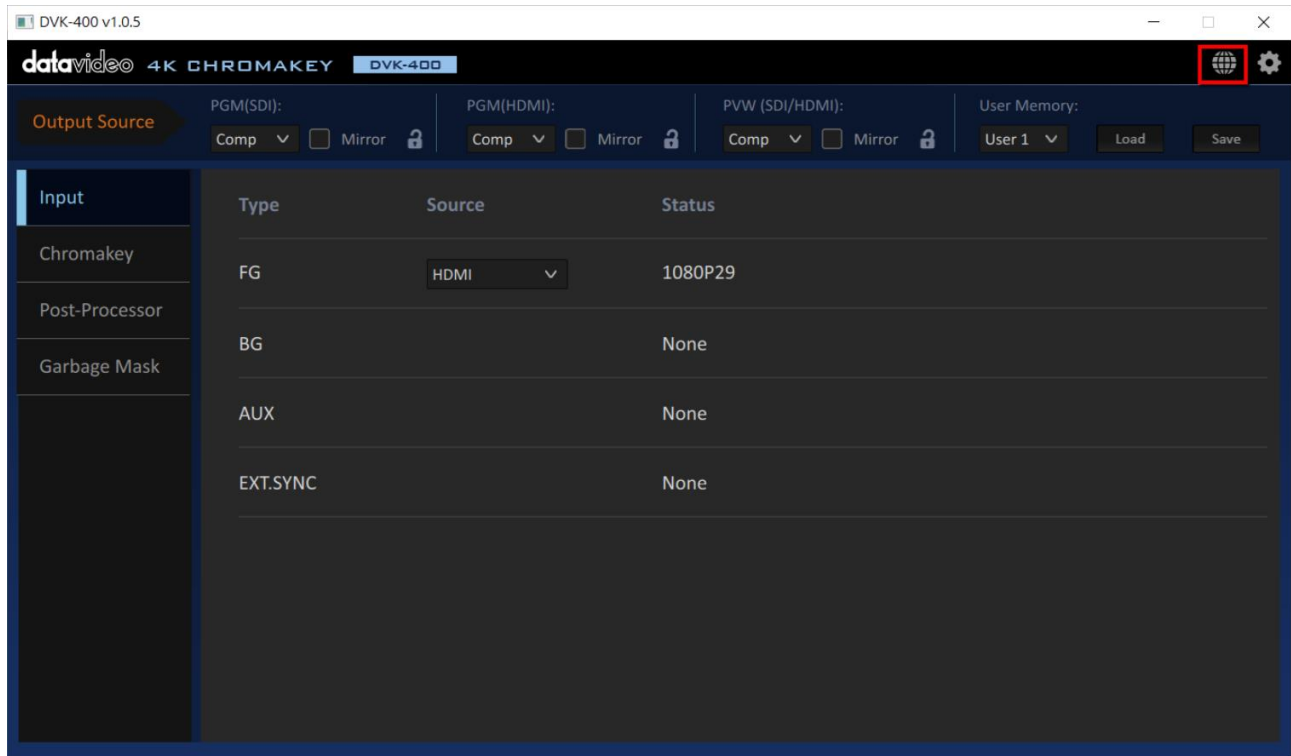 DVK-400 v1.0.5
datavideo 4K CHROMAKEY DVK-400
Output Source
PGM(SDI): PGM(HDMI): PVW (SDI/HDMI): User Memory:
Comp Mirror Comp Mirror Comp Mirror User 1 Load Save
Input
Chromakey
Post-Processor
Garbage Mask
Type Source Status
FG HDMI 1080P29
BG None
AUX None
EXT.SYNC None